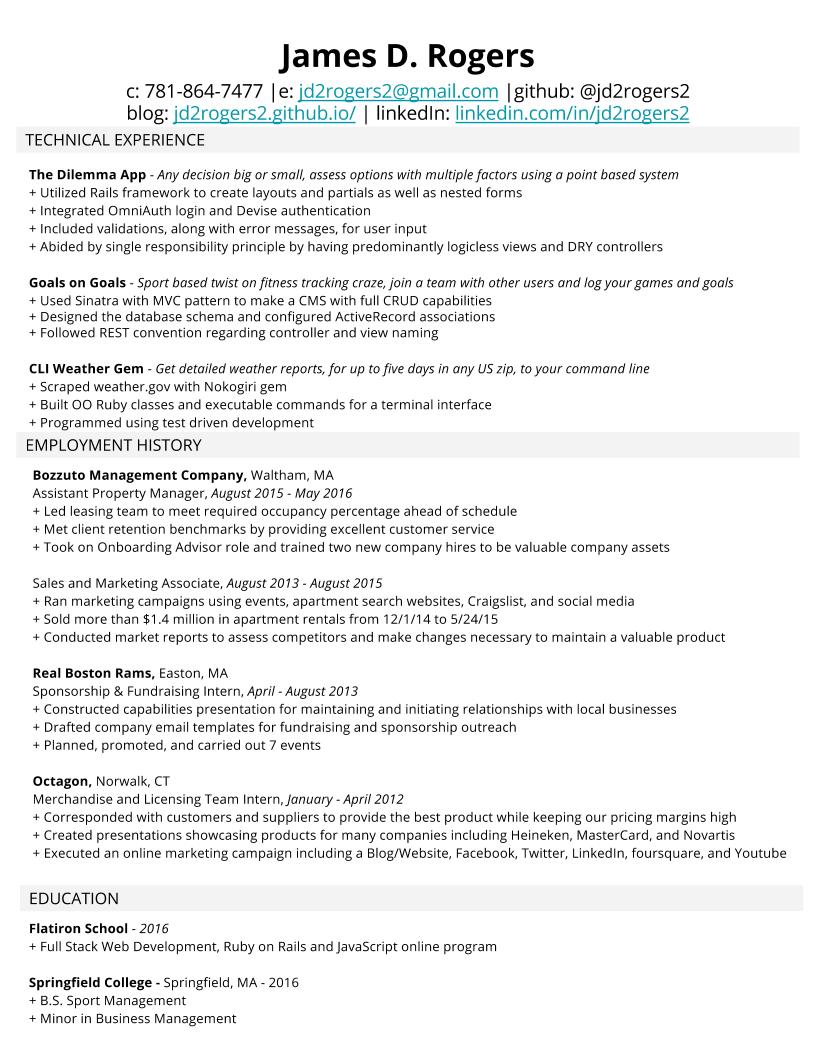 James D. Rogers
c: 781-864-7477 |e: jd2rogers2@gmail.com |github: @jd2rogers2
blog: jd2rogers2.github.io/ | linkedIn: linkedin.com/in/jd2rogers2
TECHNICAL EXPERIENCE
The Dilemma App - Any decision big or small, assess options with multiple factors using a point based system
+ Utilized Rails framework to create layouts and partials as well as nested forms
+ Integrated OmniAuth login and Devise authentication
+ Included validations, along with error messages, for user input
+ Abided by single responsibility principle by having predominantly logicless views and DRY controllers
Goals on Goals - Sport based twist on fitness tracking craze, join a team with other users and log your games and goals
+ Used Sinatra with MVC pattern to make a CMS with full CRUD capabilities
+ Designed the database schema and configured ActiveRecord associations
+ Followed REST convention regarding controller and view naming
CLI Weather Gem - Get detailed weather reports, for up to five days in any US zip, to your command line
+ Scraped weather.gov with Nokogiri gem
+ Built OO Ruby classes and executable commands for a terminal interface
+ Programmed using test driven development
EMPLOYMENT HISTORY
Bozzuto Management Company, Waltham, MA
Assistant Property Manager, August 2015 - May 2016
+ Led leasing team to meet required occupancy percentage ahead of schedule
+ Met client retention benchmarks by providing excellent customer service
+ Took on Onboarding Advisor role and trained two new company hires to be valuable company assets
Sales and Marketing Associate, August 2013 - August 2015
+ Ran marketing campaigns using events, apartment search websites, Craigslist, and social media
+ Sold more than $1.4 million in apartment rentals from 12/1/14 to 5/24/15
+ Conducted market reports to assess competitors and make changes necessary to maintain a valuable product
Real Boston Rams, Easton, MA
Sponsorship & Fundraising Intern, April - August 2013
+ Constructed capabilities presentation for maintaining and initiating relationships with local businesses
+ Drafted company email templates for fundraising and sponsorship outreach
+ Planned, promoted, and carried out 7 events
Octagon, Norwalk, CT
Merchandise and Licensing Team Intern, January - April 2012
+ Corresponded with customers and suppliers to provide the best product while keeping our pricing margins high
+ Created presentations showcasing products for many companies including Heineken, MasterCard, and Novartis
+ Executed an online marketing campaign including a Blog/Website, Facebook, Twitter, LinkedIn, foursquare, and Youtube
EDUCATION
Flatiron School - 2016
+ Full Stack Web Development, Ruby on Rails and JavaScript online program
Springfield College - Springfield, MA - 2016
+ B.S. Sport Management
+ Minor in Business Management